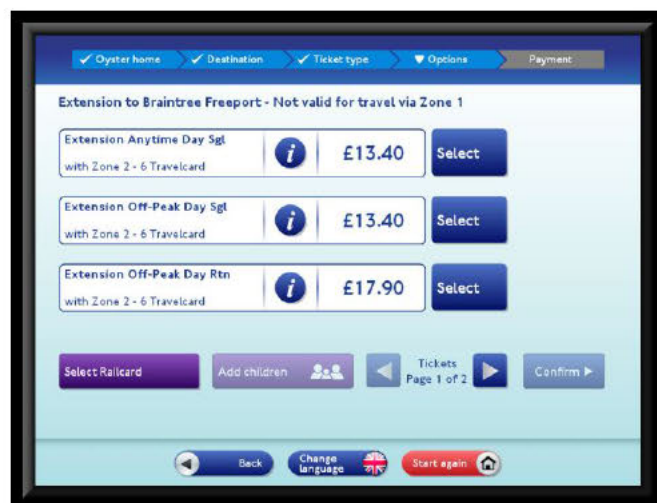 ✓ Oyster home ✓ Destination ✓ Ticket type ▼ Options Payment
Extension to Braintree Freeport - Not valid for travel via Zone 1
Extension Anytime Day Sgl
with Zone 2 - 6 Travelcard
i
£13.40
Select
Extension Off-Peak Day Sgl
with Zone 2 - 6 Travelcard
i
£13.40
Select
Extension Off-Peak Day Rtn
with Zone 2 - 6 Travelcard
i
£17.90
Select
Select Railcard
Add children
Tickets
Page 1 of 2
Confirm ▶
Back
Change
language
Start again